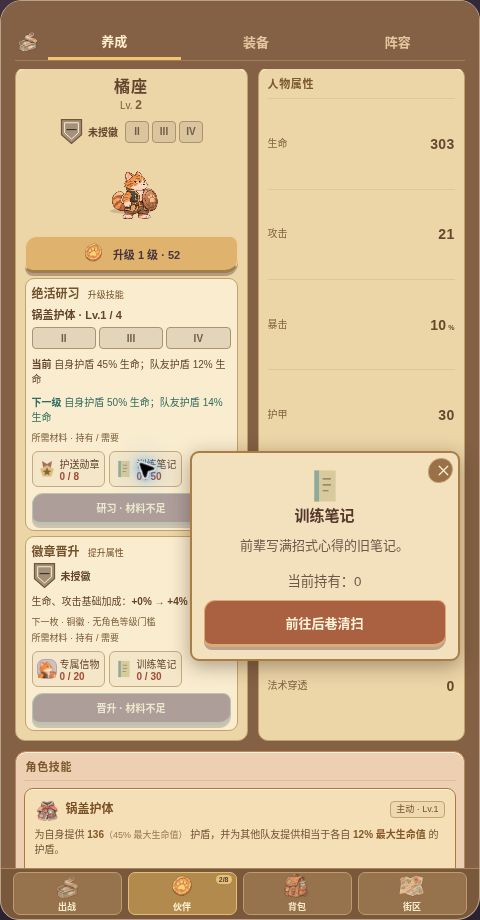 养成
装备
阵容
橘座
Lv. 2
未授徽 II III IV
升级 1 级 · 52
绝活研习 升级技能
锅盖护体 · Lv.1 / 4
II III IV
当前 自身护盾 45% 生命；队友护盾 12% 生
命
下一级 自身护盾 50% 生命；队友护盾 14%
生命
所需材料 · 持有 / 需要
护送勋章
0 / 8
研习 · 材料不足
徽章晋升 提升属性
未授徽
生命、攻击基础加成：+0% → +4%
下一枚 · 铜徽 · 无角色等级门槛
所需材料 · 持有 / 需要
专属信物
0 / 20
训练笔记
0 / 30
晋升 · 材料不足
人物属性
生命 303
攻击 21
暴击 10 %
护甲 30
法术穿透 0
训练笔记
前辈写满招式心得的旧笔记。
当前持有：0
前往后巷清扫
角色技能
锅盖护体
主动 · Lv.1
为自身提供 136（45% 最大生命值） 护盾，并为其他队友提供相当于各自 12% 最大生命值 的
护盾。
出战
伙伴
2/8
背包
街区